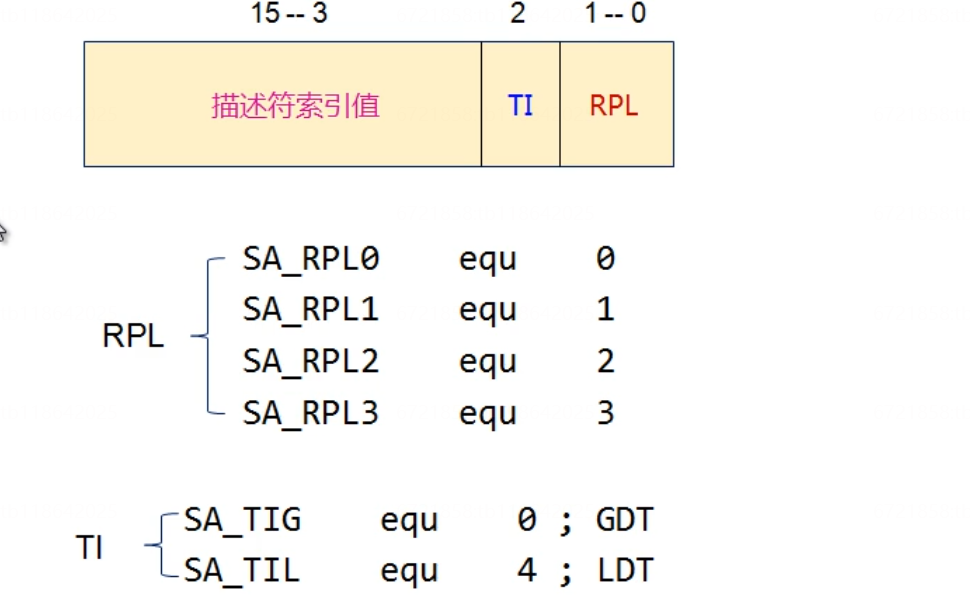 15 -- 3 2 1 -- 0
描述符索引值 TI RPL
SA_RPL0 equ 0
SA_RPL1 equ 1
RPL
SA_RPL2 equ 2
SA_RPL3 equ 3
SA_TIG equ 0 ; GDT
TI
SA_TIL equ 4 ; LDT